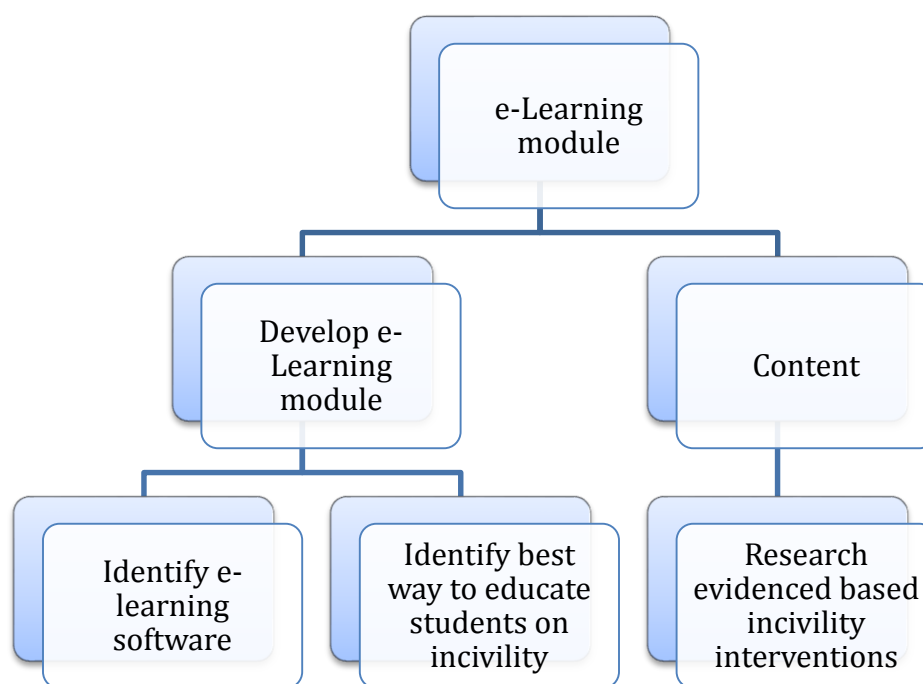 e-Learning
module
Develop e-
Learning
module
Content
Identify e-
learning
software
Identify best
way to educate
students on
incivility
Research
evidenced based
incivility
interventions